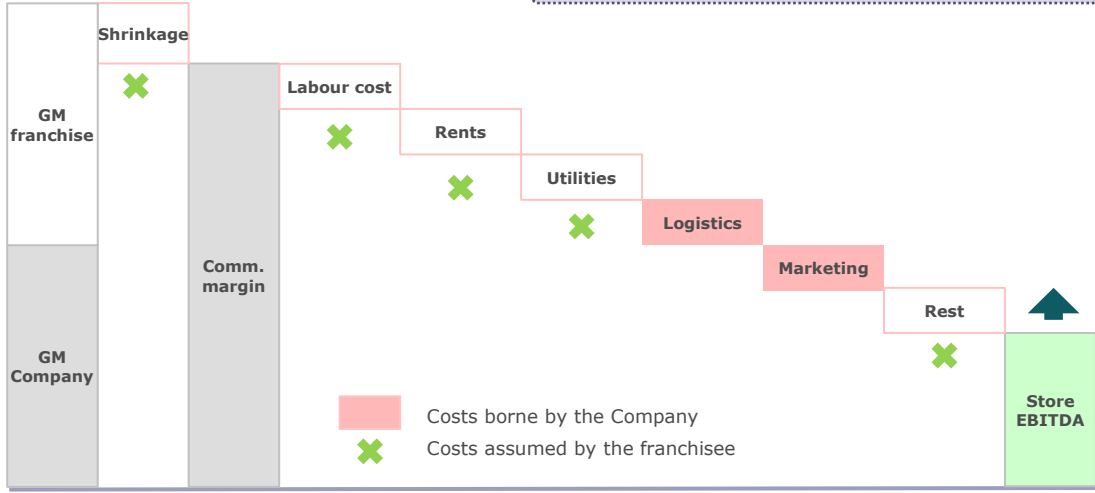 Shrinkage
GM
franchise
Labour cost
Rents
Utilities
Logistics
Comm.
margin
Marketing
Rest
GM
Company
Store
EBITDA
Costs borne by the Company
Costs assumed by the franchisee